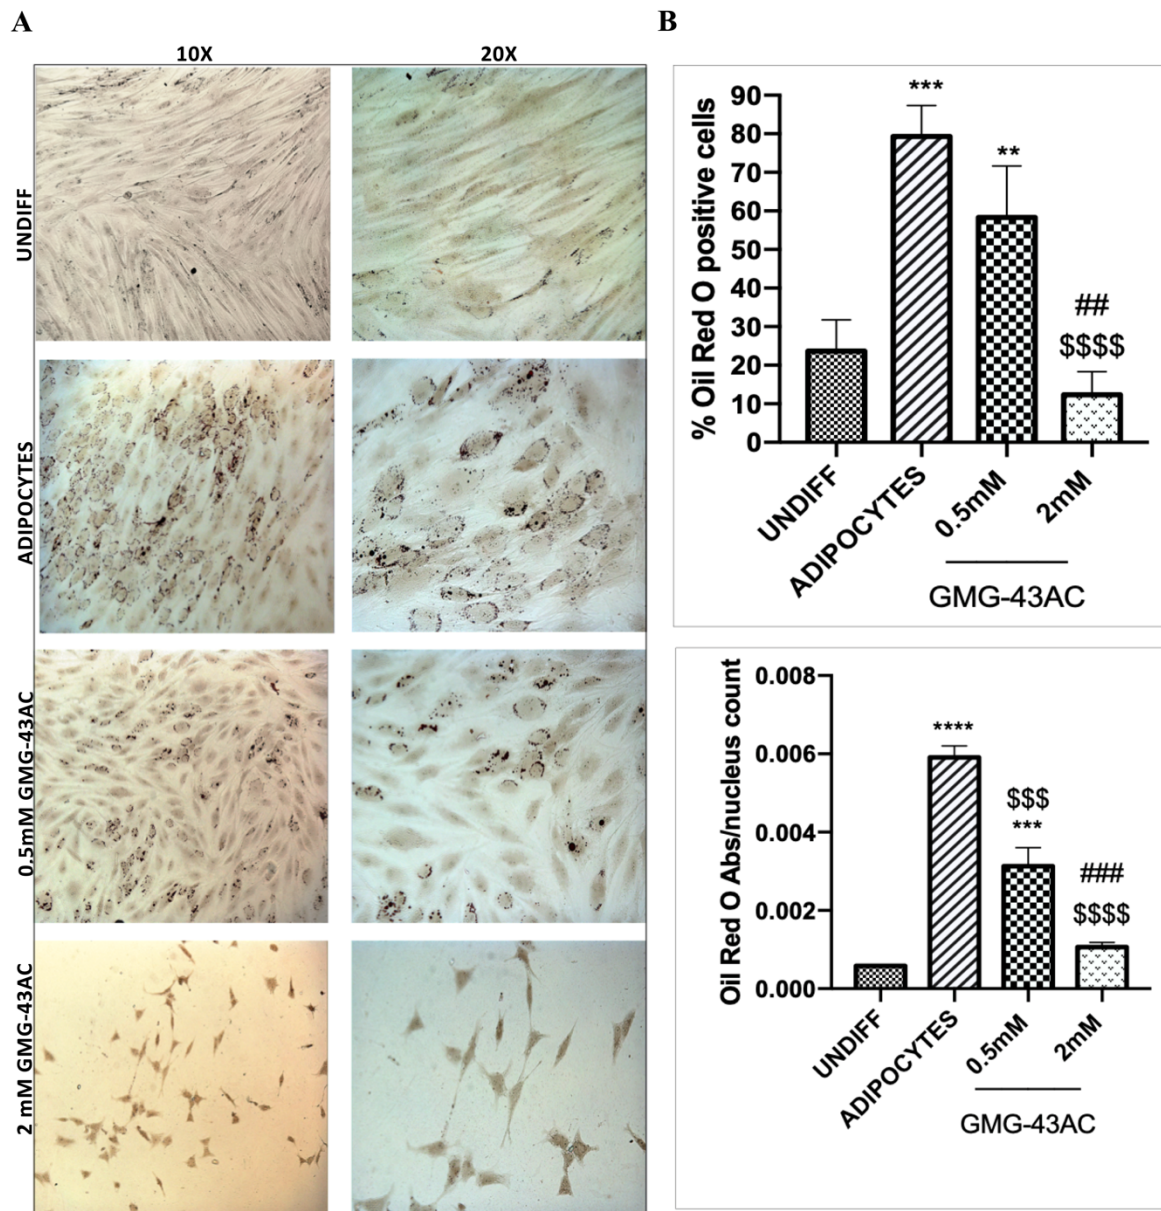 A
10X
20X
UNDIFF
ADIPOCYTES
0.5mM GMG-43AC
2 mM GMG-43AC
B
% Oil Red O positive cells
90
80
70
60
50
40
30
20
10
0
***
**
##
$$$$
UNDIFF
ADIPOCYTES
0.5mM
2mM
GMG-43AC
Oil Red O Abs/nucleus count
0.008
0.006
0.004
0.002
0.000
****
$$$
***
###
$$$$
UNDIFF
ADIPOCYTES
0.5mM
2mM
GMG-43AC